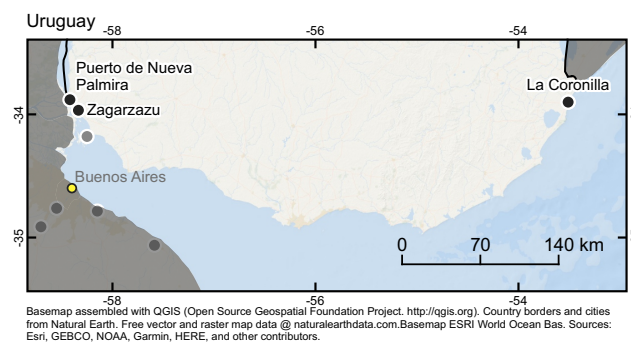 Uruguay
-58 -56 -54
Puerto de Nueva
Palmira
La Coronilla
Zagarzazu
-34 -34
Buenos Aires
-35 -35
0 70 140 km
-58 -56 -54
Basemap assembled with QGIS (Open Source Geospatial Foundation Project. http://qgis.org). Country borders and cities
from Natural Earth. Free vector and raster map data @ naturalearthdata.com.Basemap ESRI World Ocean Bas. Sources:
Esri, GEBCO, NOAA, Garmin, HERE, and other contributors.